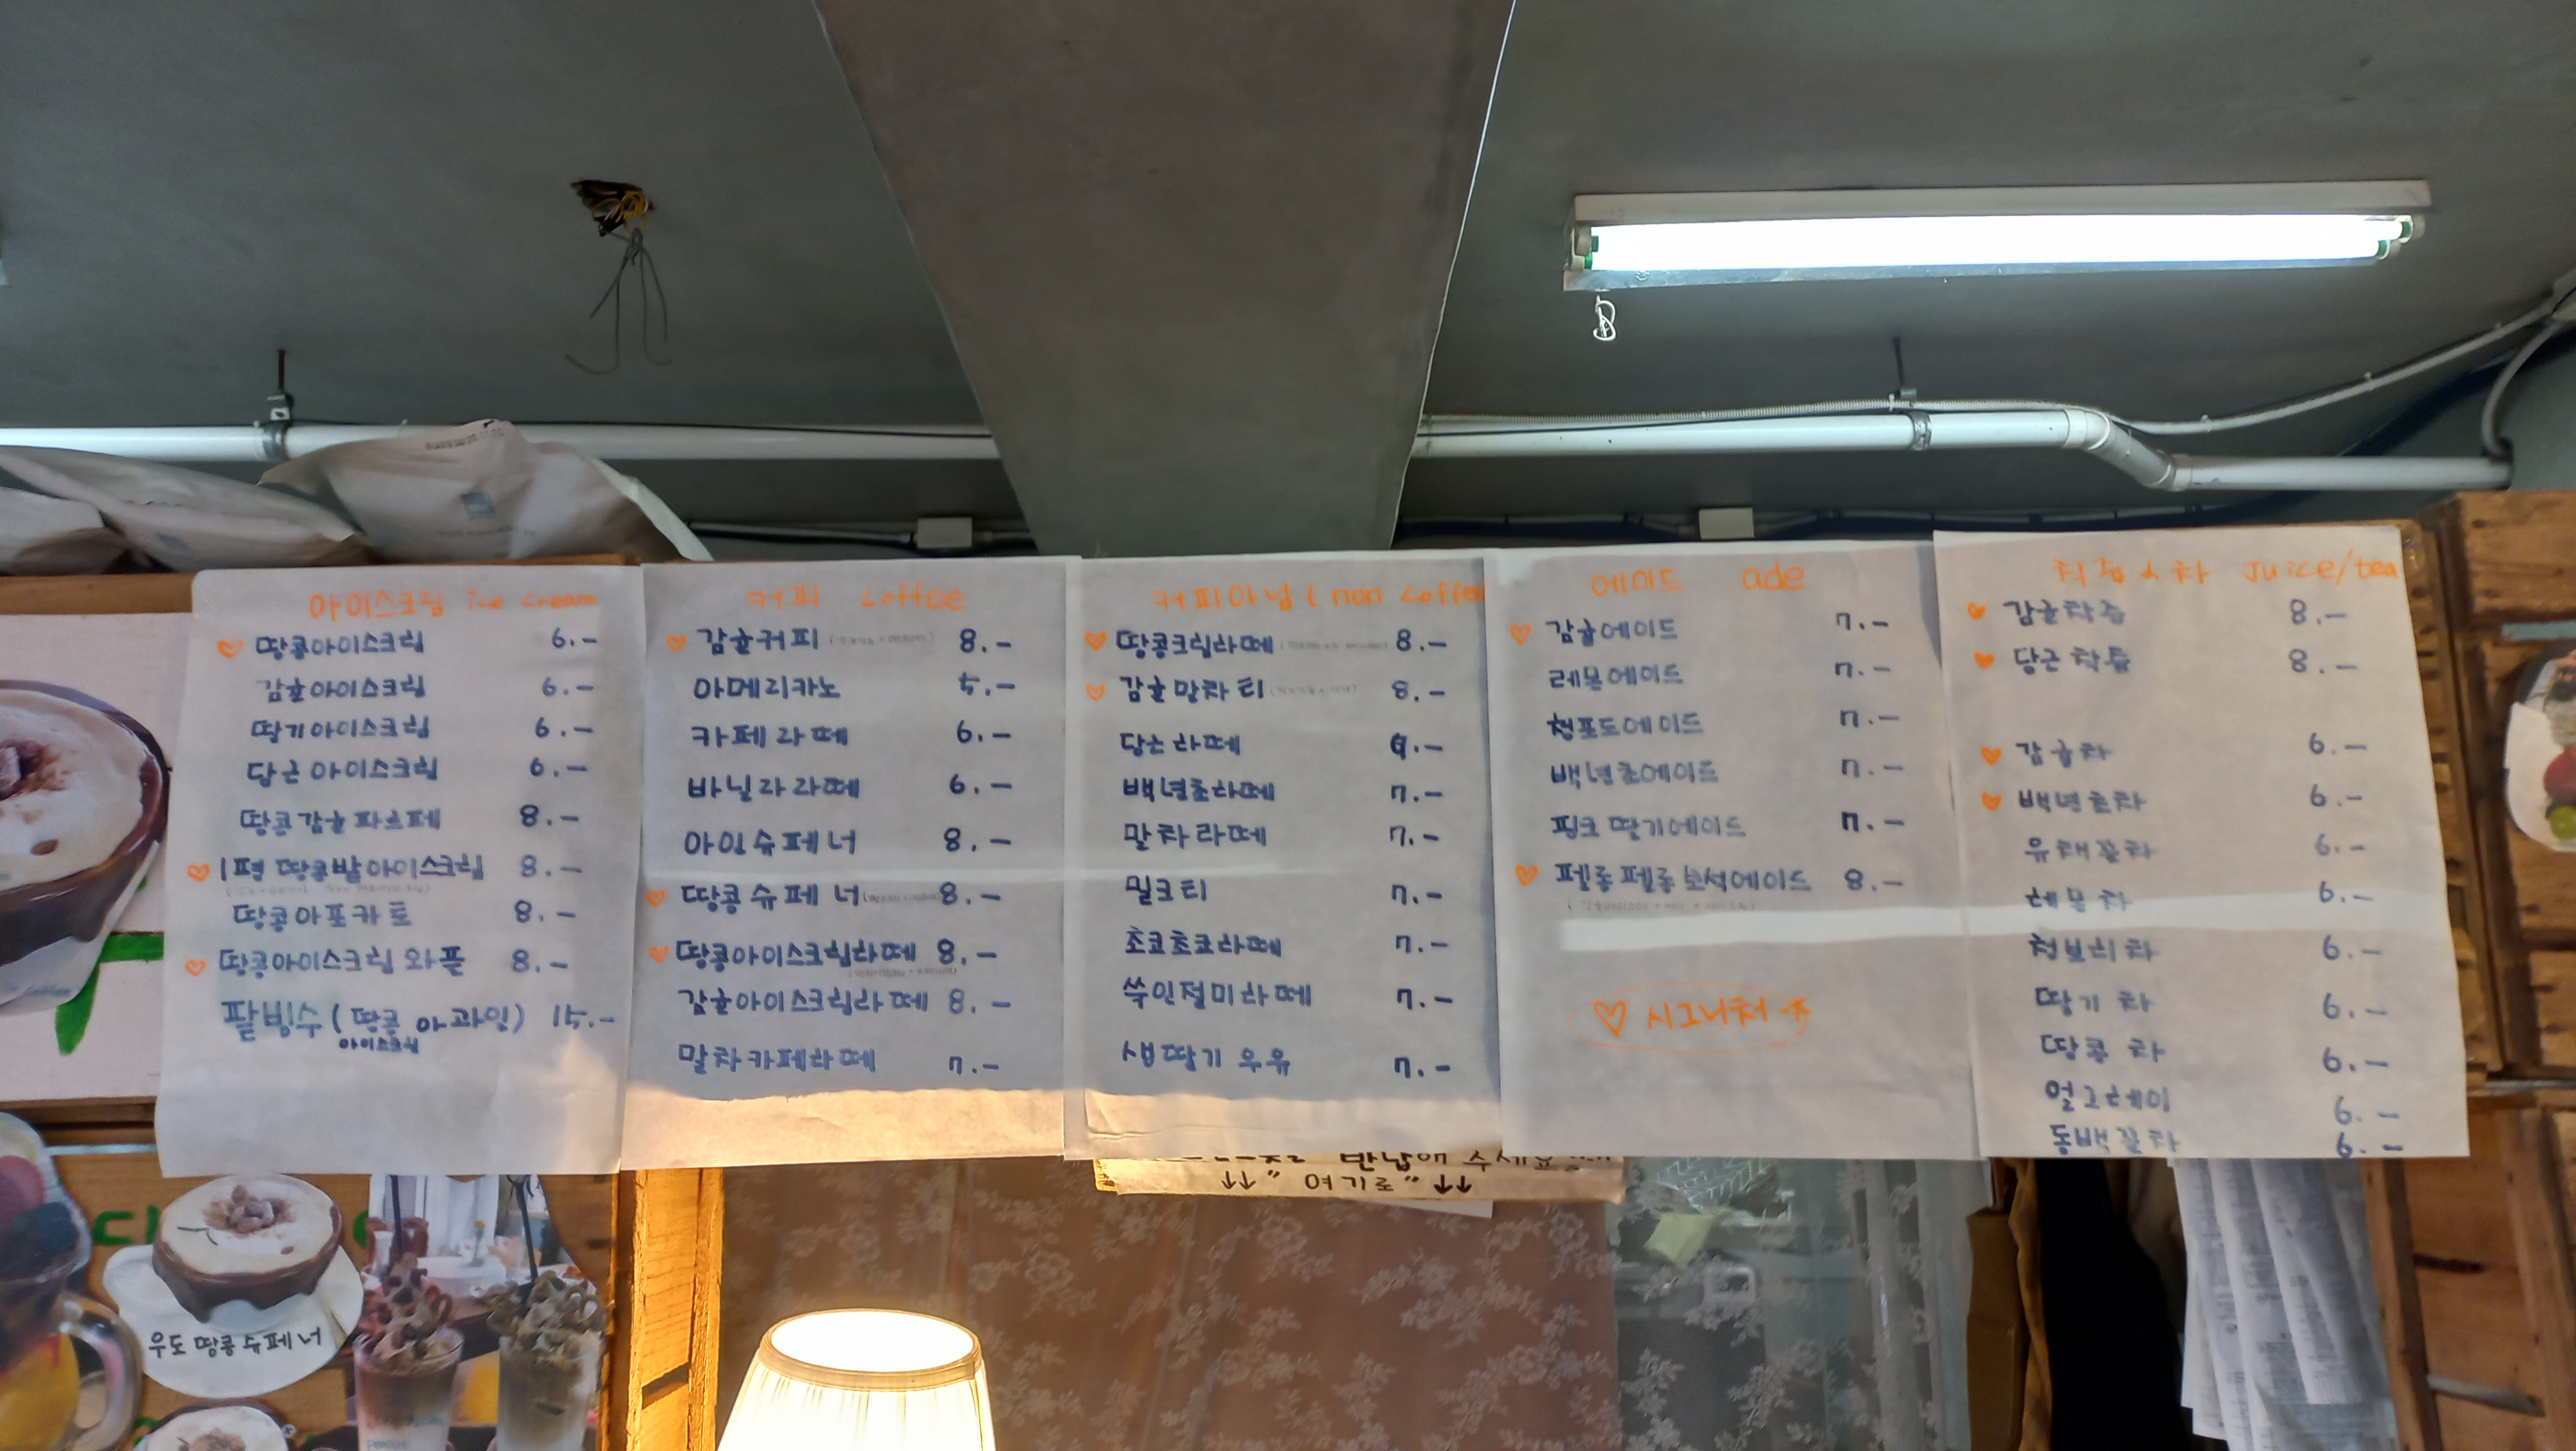 아이스크림 ice cream
♡ 땅콩아이스크림 6.-
감귤아이스크림 6.-
딸기아이스크림 6.-
당근아이스크림 6.-
땅콩감귤파르페 8.-
♡ 1평 땅콩밭아이스크림 8.-
땅콩아포카토 8.-
♡ 땅콩아이스크림 와플 8.-
팥빙수 (땅콩 아과밍) 15.-
아이스크림
커피 coffee
♡ 감귤커피 8.-
아메리카노 5.-
카페라떼 6.-
바닐라라떼 6.-
아인슈페너 8.-
♡ 땅콩슈페너 8.-
♡ 땅콩아이스크림라떼 8.-
감귤아이스크림라떼 8.-
말차카페라떼 7.-
커피아님 (non coffee
♡ 땅콩크림라떼 8.-
♡ 감귤말차티 8.-
당근라떼
백년초라떼 7.-
말차라떼 7.-
밀크티 7.-
초코초코라떼 7.-
쑥인절미라떼 7.-
생딸기우유 7.-
에이드 ade
♡ 감귤에이드 7.-
레몬에이드 7.-
청포도에이드 7.-
백년초에이드 7.-
핑크 딸기에이드 7.-
♡ 펠롱펠롱보석에이드 8.-
♡ 시그니처 ☆
착즙 & 차 Juice/tea
♡ 감귤착즙 8.-
♡ 당근착즙 8.-
♡ 감귤차 6.-
♡ 백년초차 6.-
유채꿀차 6.-
레몬차 6.-
청보리차 6.-
딸기차 6.-
땅콩차 6.-
얼그레이 6.-
동백꽃차 6.-
반납해 주세요
↑↑ " 여기로 " ↑↑
우도 땅콩슈페너